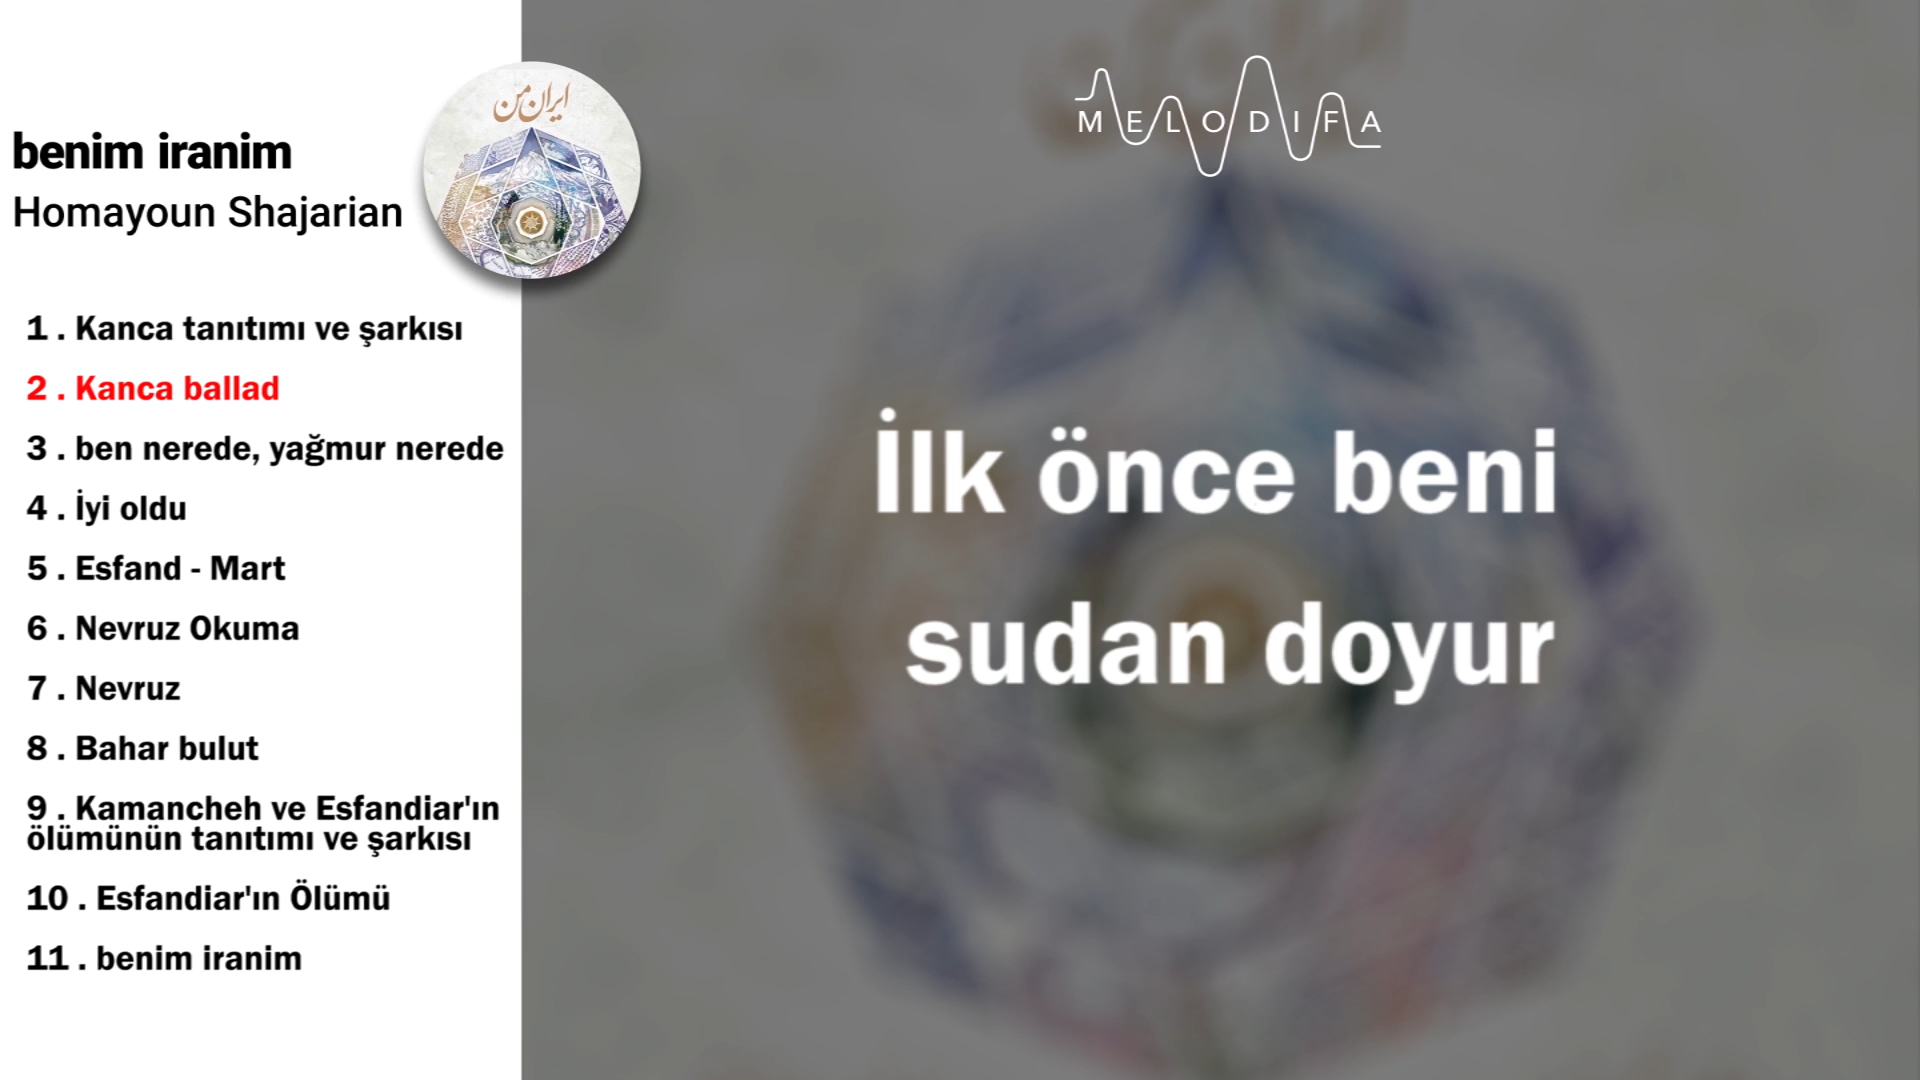 benim iranim
Homayoun Shajarian
ایران من
1 . Kanca tanıtımı ve şarkısı
2 . Kanca ballad
3 . ben nerede, yağmur nerede
4 . İyi oldu
5 . Esfand - Mart
6 . Nevruz Okuma
7 . Nevruz
8 . Bahar bulut
9 . Kamancheh ve Esfandiar'ın
ölümünün tanıtımı ve şarkısı
10 . Esfandiar'ın Ölümü
11 . benim iranim
MELODIFA
İlk önce beni
sudan doyur